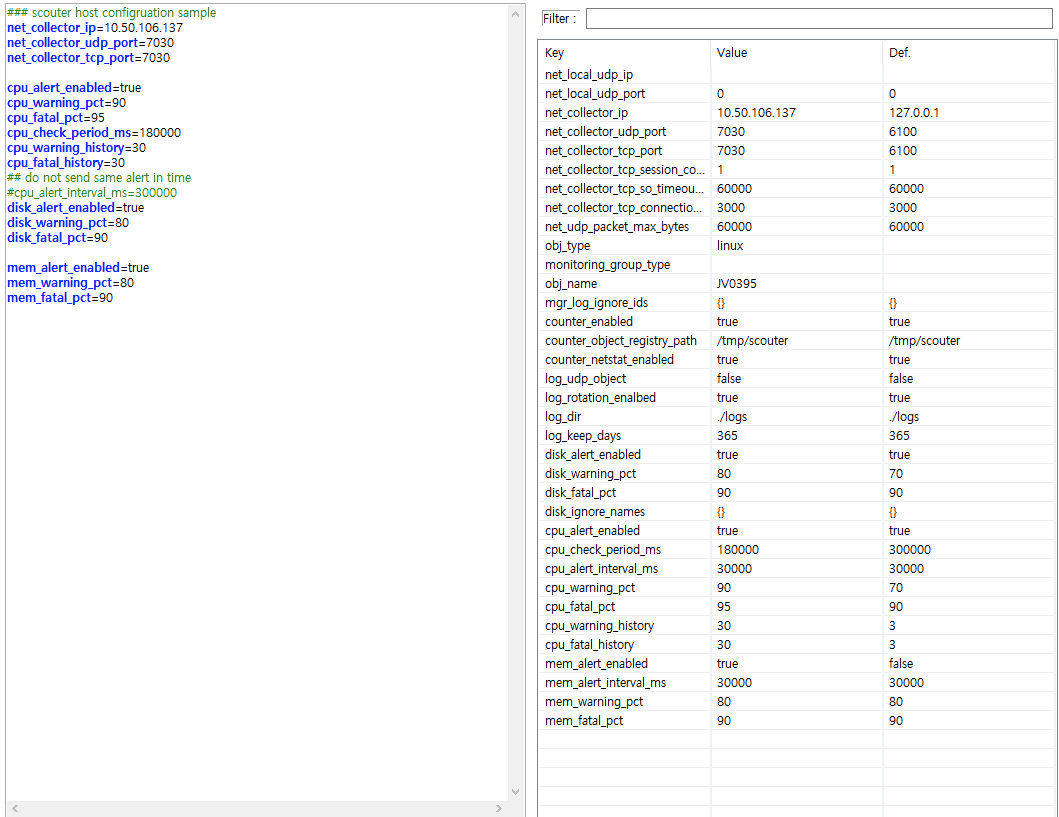 ### scouter host configruation sample
net_collector_ip=10.50.106.137
net_collector_udp_port=7030
net_collector_tcp_port=7030
cpu_alert_enabled=true
cpu_warning_pct=90
cpu_fatal_pct=95
cpu_check_period_ms=180000
cpu_warning_history=30
cpu_fatal_history=30
## do not send same alert in time
#cpu_alert_interval_ms=300000
disk_alert_enabled=true
disk_warning_pct=80
disk_fatal_pct=90
mem_alert_enabled=true
mem_warning_pct=80
mem_fatal_pct=90
Filter :
Key Value Def.
net_local_udp_ip
net_local_udp_port 0 0
net_collector_ip 10.50.106.137 127.0.0.1
net_collector_udp_port 7030 6100
net_collector_tcp_port 7030 6100
net_collector_tcp_session_co... 1 1
net_collector_tcp_so_timeou... 60000 60000
net_collector_tcp_connectio... 3000 3000
net_udp_packet_max_bytes 60000 60000
obj_type linux
monitoring_group_type
obj_name JV0395
mgr_log_ignore_ids {} {}
counter_enabled true true
counter_object_registry_path /tmp/scouter /tmp/scouter
counter_netstat_enabled true true
log_udp_object false false
log_rotation_enalbed true true
log_dir ./logs ./logs
log_keep_days 365 365
disk_alert_enabled true true
disk_warning_pct 80 70
disk_fatal_pct 90 90
disk_ignore_names {} {}
cpu_alert_enabled true true
cpu_check_period_ms 180000 300000
cpu_alert_interval_ms 30000 30000
cpu_warning_pct 90 70
cpu_fatal_pct 95 90
cpu_warning_history 30 3
cpu_fatal_history 30 3
mem_alert_enabled true false
mem_alert_interval_ms 30000 30000
mem_warning_pct 80 80
mem_fatal_pct 90 90